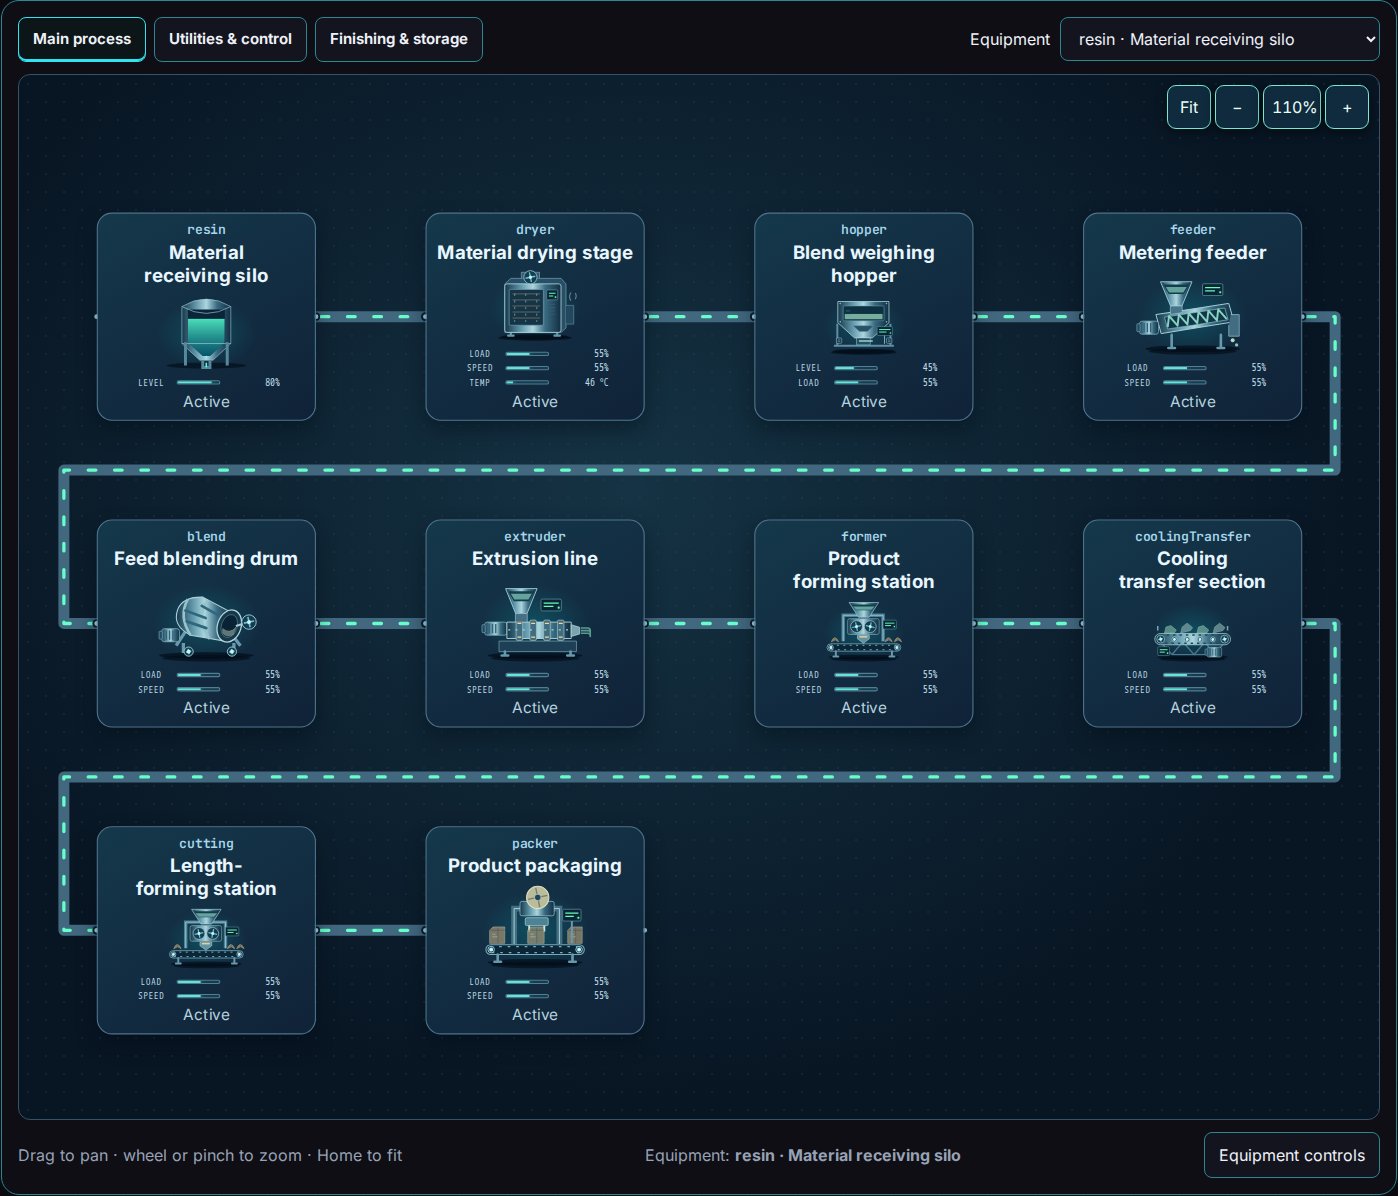 Main process
Utilities & control
Finishing & storage
Equipment
resin · Material receiving silo
Fit
−
110%
+
resin
Material
receiving silo
LEVEL 80%
Active
dryer
Material drying stage
LOAD 55%
SPEED 55%
TEMP 46 °C
Active
hopper
Blend weighing
hopper
LEVEL 45%
LOAD 55%
Active
feeder
Metering feeder
LOAD 55%
SPEED 55%
Active
blend
Feed blending drum
LOAD 55%
SPEED 55%
Active
extruder
Extrusion line
LOAD 55%
SPEED 55%
Active
former
Product
forming station
LOAD 55%
SPEED 55%
Active
coolingTransfer
Cooling
transfer section
LOAD 55%
SPEED 55%
Active
cutting
Length-
forming station
LOAD 55%
SPEED 55%
Active
packer
Product packaging
LOAD 55%
SPEED 55%
Active
Drag to pan · wheel or pinch to zoom · Home to fit
Equipment: resin · Material receiving silo
Equipment controls